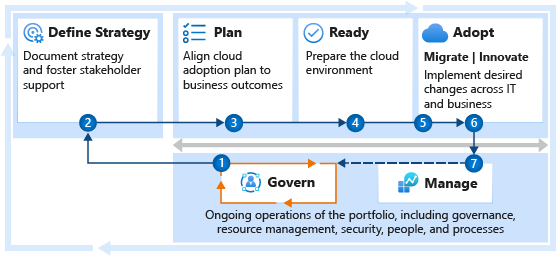 Define Strategy
Document strategy
and foster stakeholder
support
Plan
Align cloud
adoption plan to
business outcomes
Ready
Prepare the cloud
environment
Adopt
Migrate | Innovate
Implement desired
changes across IT
and business
2
3
4
5
6
1
7
Govern
Manage
Ongoing operations of the portfolio, including governance,
resource management, security, people, and processes